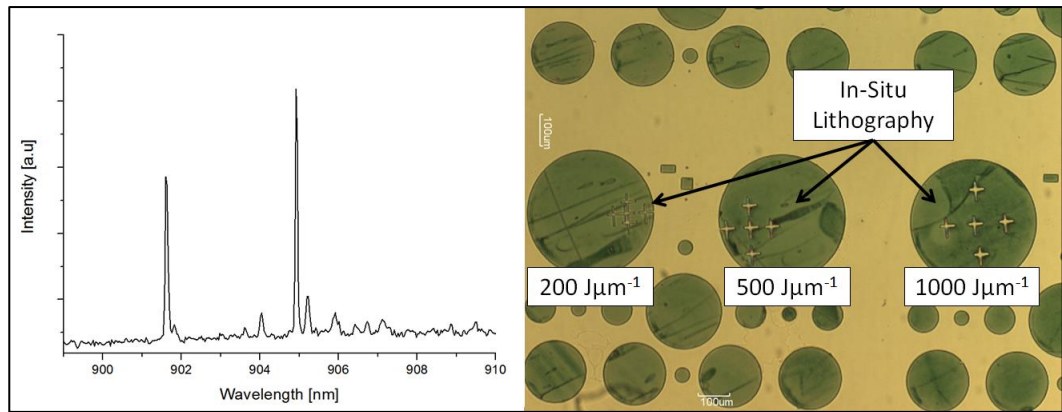 Intensity [a.u]
900
902
904
906
908
910
Wavelength [nm]
In-Situ
Lithography
100um
200 Jµm⁻¹
500 Jµm⁻¹
1000 Jµm⁻¹
100um